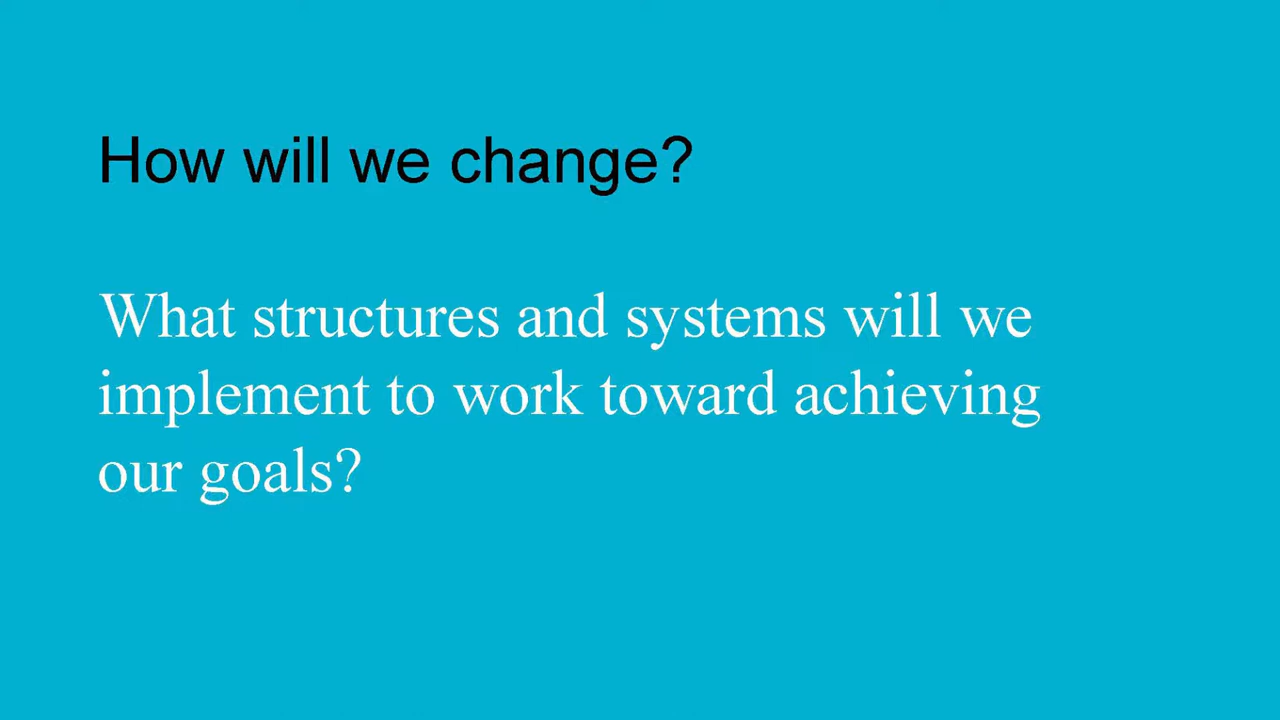 How will we change?
What structures and systems will we
implement to work toward achieving
our goals?